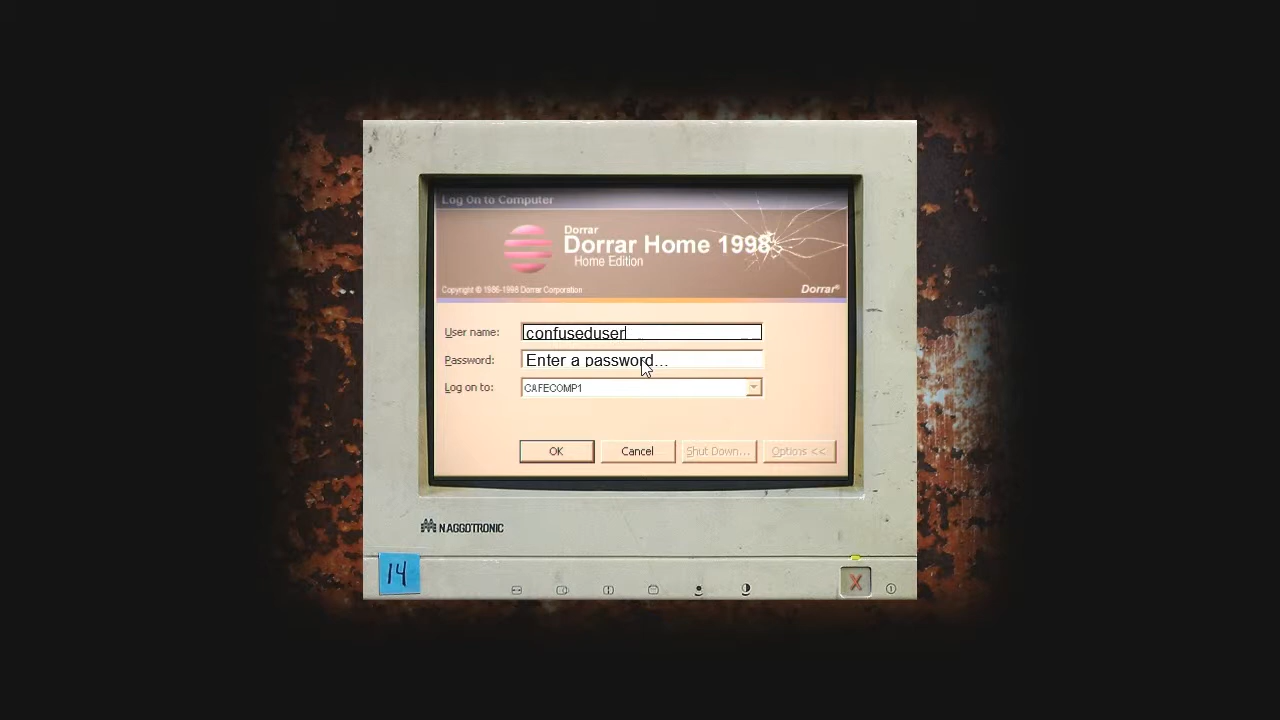 Log On to Computer
Dorrar
Dorrar Home 1998
Home Edition
Copyright © 1986-1998 Dorrar Corporation
Dorrar®
User name: confuseduser
Password: Enter a password...
Log on to: CAFECOMP1
OK Cancel Shut Down... Options <<
NAGGOTRONIC
14
X